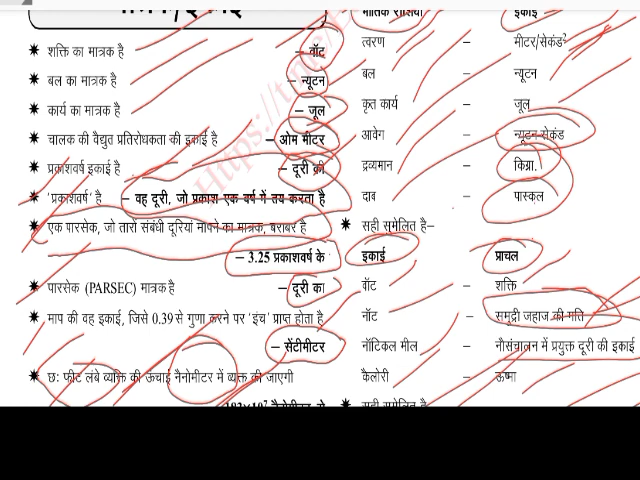 भौतिक राशियाँ इकाई
✷ शक्ति का मात्रक है – वॉट
✷ बल का मात्रक है – न्यूटन
✷ कार्य का मात्रक है – जूल
✷ चालक की वैद्युत प्रतिरोधकता की इकाई है – ओम मीटर
✷ प्रकाशवर्ष इकाई है – दूरी की
✷ 'प्रकाशवर्ष' है – वह दूरी, जो प्रकाश एक वर्ष में तय करता है
✷ एक पारसेक, जो तारों संबंधी दूरियां मापने का मात्रक, बराबर है
– 3.25 प्रकाशवर्ष के
✷ पारसेक (PARSEC) मात्रक है – दूरी का
✷ माप की वह इकाई, जिसे 0.39 से गुणा करने पर 'इंच' प्राप्त होता है
– सेंटीमीटर
✷ छः फीट लंबे व्यक्ति की ऊंचाई नैनोमीटर में व्यक्त की जाएगी
त्वरण – मीटर/सेकंड²
बल – न्यूटन
कृत कार्य – जूल
आवेग – न्यूटन सेकंड
द्रव्यमान – किग्रा.
दाब – पास्कल
✷ सही सुमेलित है–
इकाई प्राचल
वॉट – शक्ति
नॉट – समुद्री जहाज की गति
नॉटिकल मील – नौसंचालन में प्रयुक्त दूरी की इकाई
कैलोरी – ऊष्मा